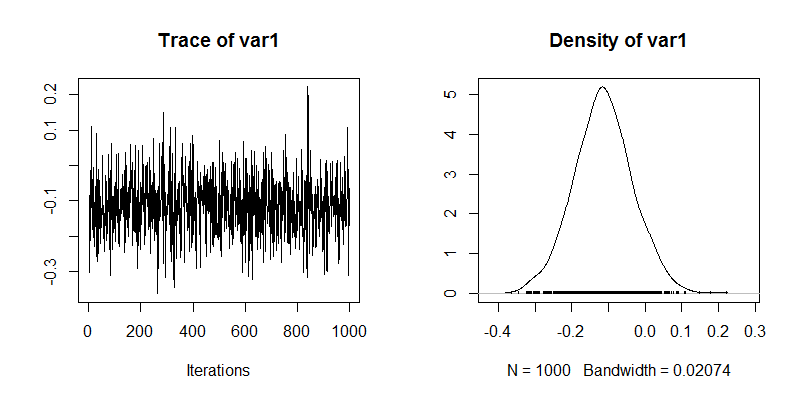 Trace of var1
0.2
0.1
-0.1
-0.3
0 200 400 600 800 1000
Iterations
Density of var1
5
4
3
2
1
0
-0.4 -0.2 0.0 0.1 0.2 0.3
N = 1000 Bandwidth = 0.02074